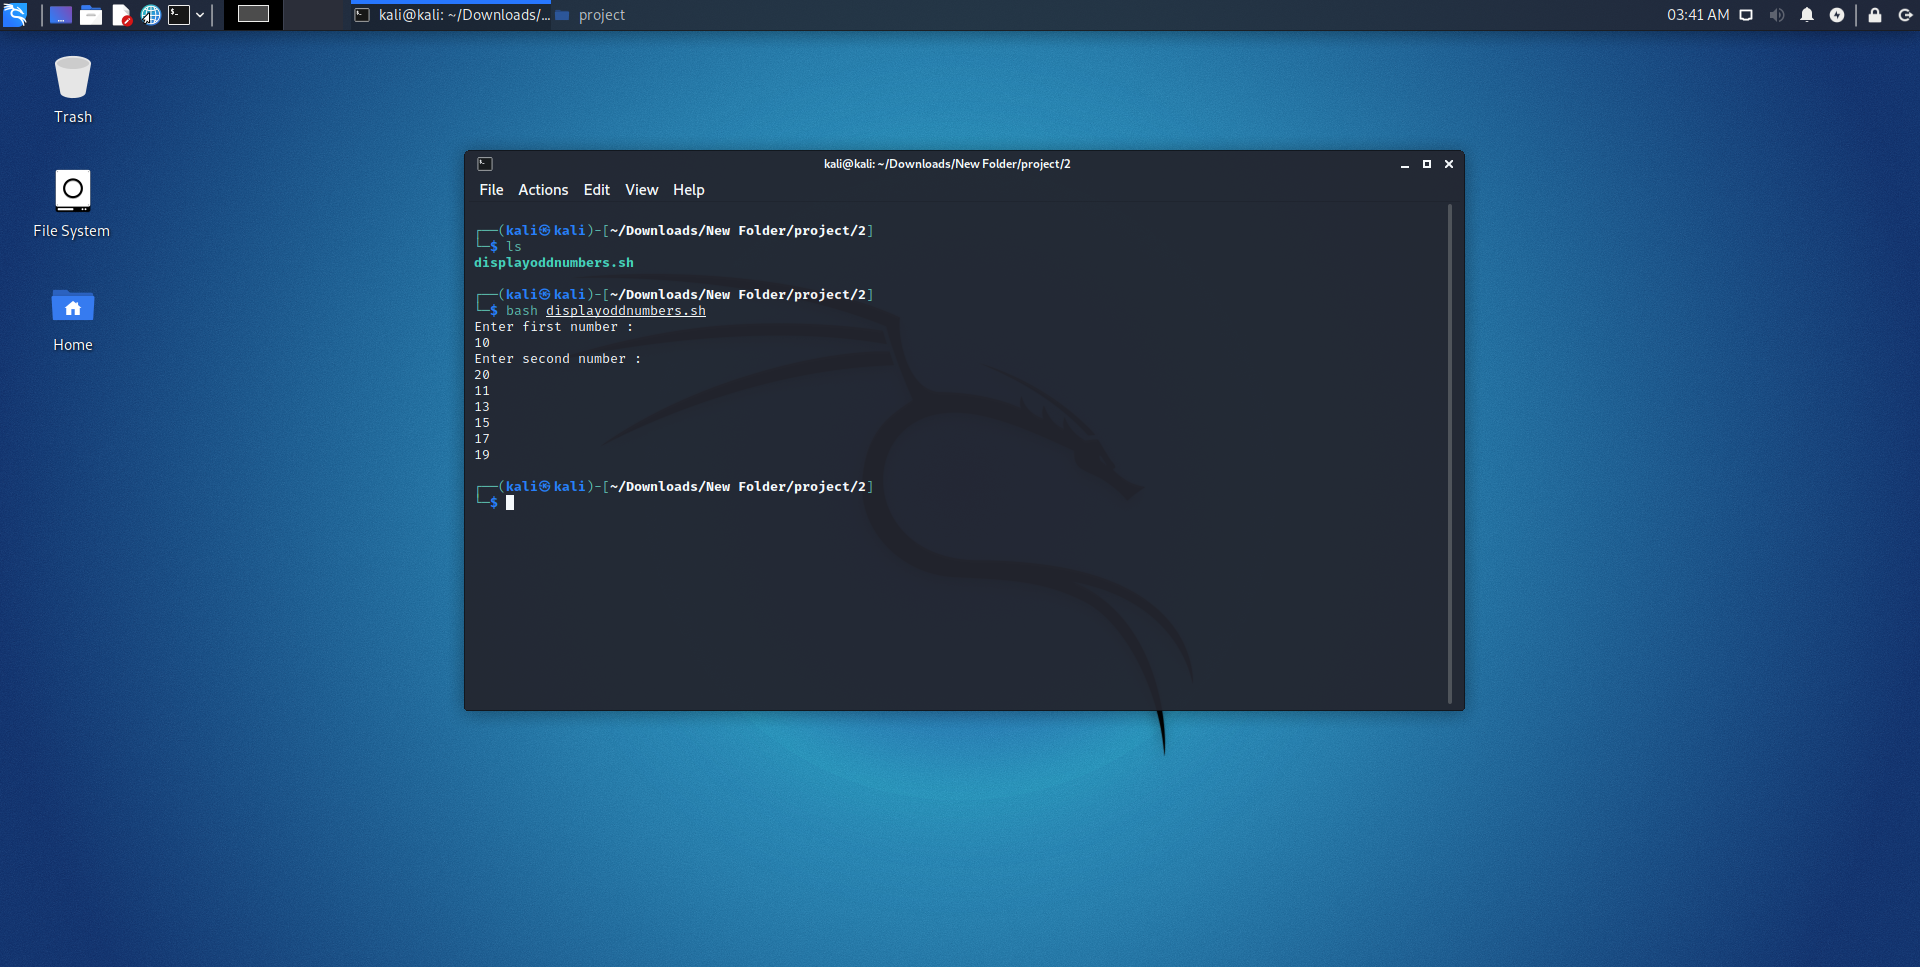 kali@kali: ~/Downloads/...
project
03:41 AM
Trash
File System
Home
kali@kali: ~/Downloads/New Folder/project/2
File Actions Edit View Help
┌──(kali㉿kali)-[~/Downloads/New Folder/project/2]
└─$ ls
displayoddnumbers.sh
┌──(kali㉿kali)-[~/Downloads/New Folder/project/2]
└─$ bash displayoddnumbers.sh
Enter first number :
10
Enter second number :
20
11
13
15
17
19
┌──(kali㉿kali)-[~/Downloads/New Folder/project/2]
└─$